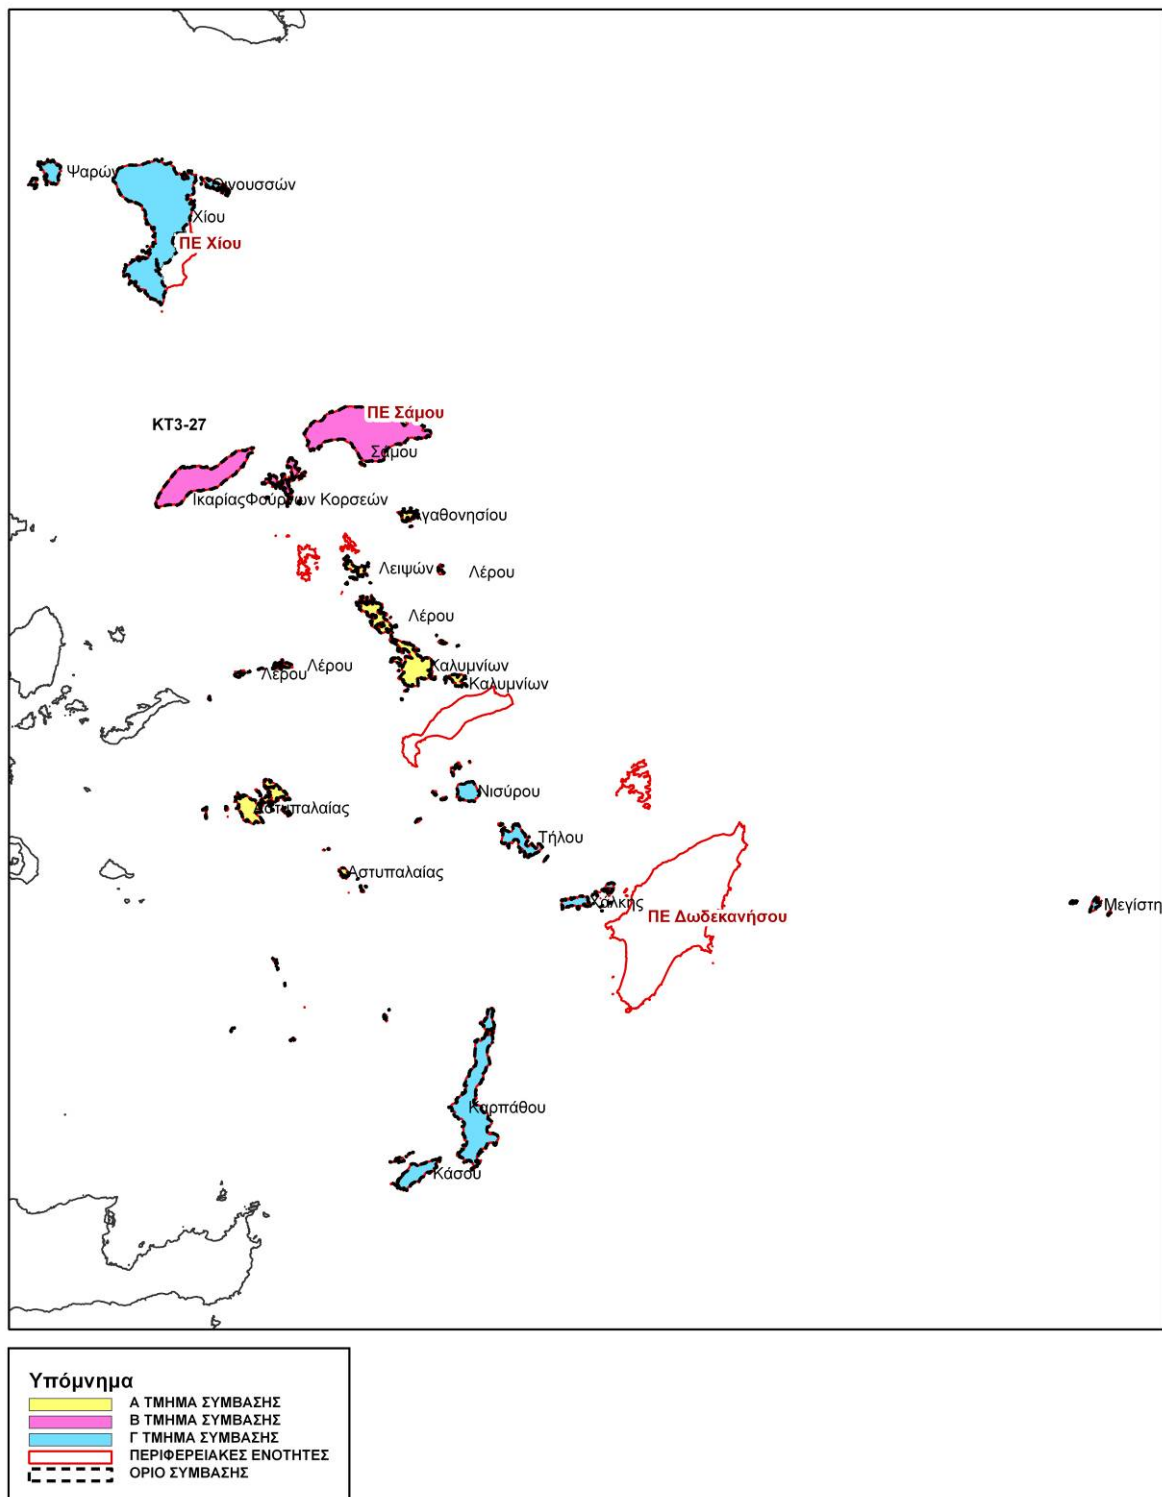 Ψαρών
Οινουσσών
Χίου
ΠΕ Χίου
ΠΕ Σάμου
ΚΤ3-27
Σάμου
Ικαρίας
Φούρνων Κορσεών
Αγαθονησίου
Λειψών
Λέρου
Λέρου
Λέρου
Λέρου
Καλυμνίων
Καλυμνίων
Νισύρου
Αστυπαλαίας
Τήλου
Αστυπαλαίας
Χάλκης
Μεγίστη
ΠΕ Δωδεκανήσου
Καρπάθου
Κάσου
Υπόμνημα
Α ΤΜΗΜΑ ΣΥΜΒΑΣΗΣ
Β ΤΜΗΜΑ ΣΥΜΒΑΣΗΣ
Γ ΤΜΗΜΑ ΣΥΜΒΑΣΗΣ
ΠΕΡΙΦΕΡΕΙΑΚΕΣ ΕΝΟΤΗΤΕΣ
ΟΡΙΟ ΣΥΜΒΑΣΗΣ